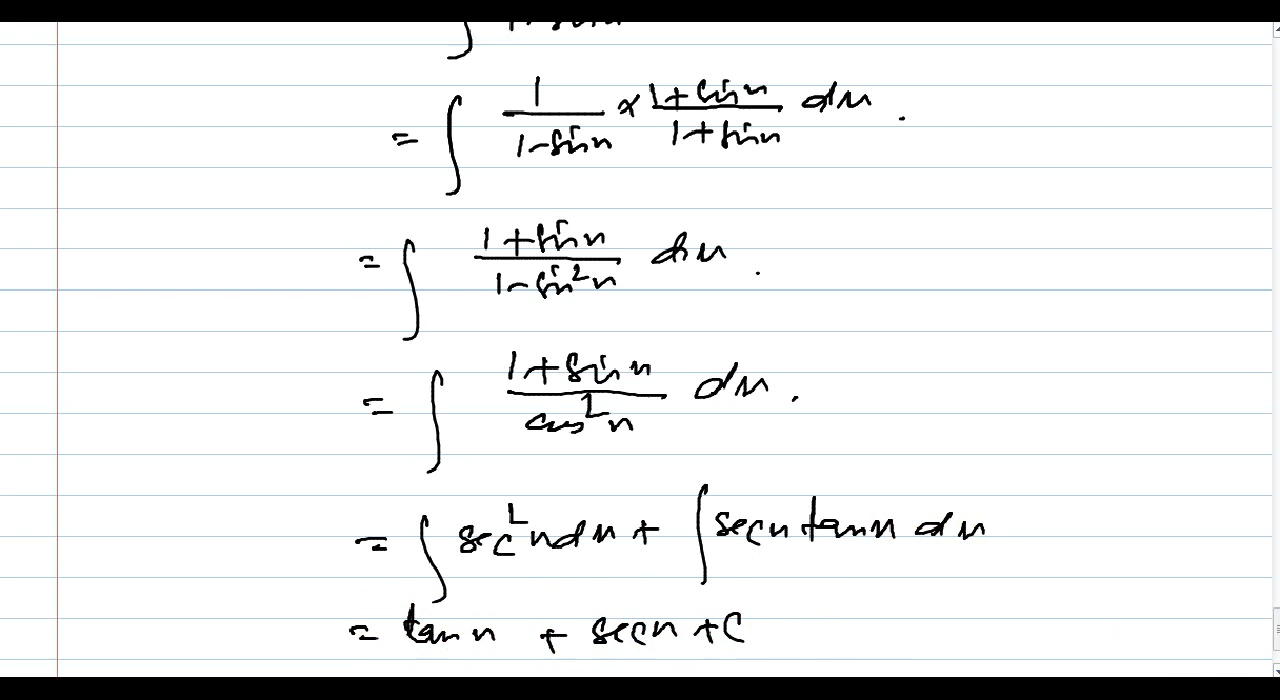 = ∫ 1/(1-sin x) × (1+sin x)/(1+sin x) dx.
= ∫ (1+sin x)/(1-sin²x) dx.
= ∫ (1+sin x)/(cos²x) dx.
= ∫ sec²x dx + ∫ sec x tan x dx
= tan x + sec x + C